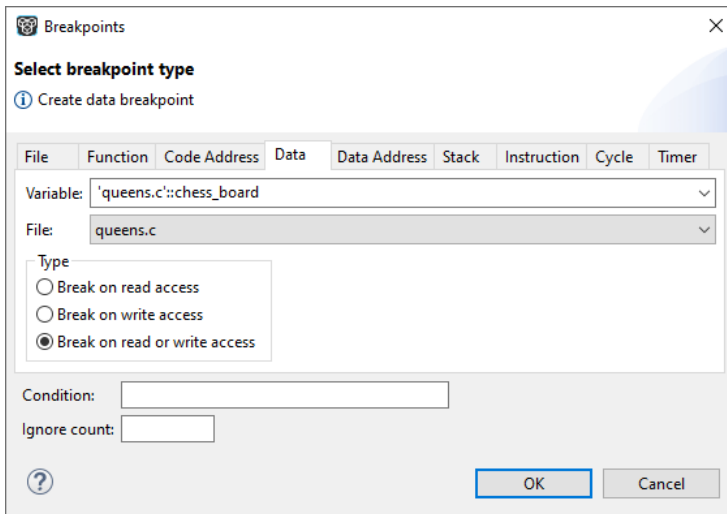 Breakpoints
Select breakpoint type
Create data breakpoint
File Function Code Address Data Data Address Stack Instruction Cycle Timer
Variable: 'queens.c'::chess_board
File: queens.c
Type
Break on read access
Break on write access
Break on read or write access
Condition:
Ignore count:
? OK Cancel